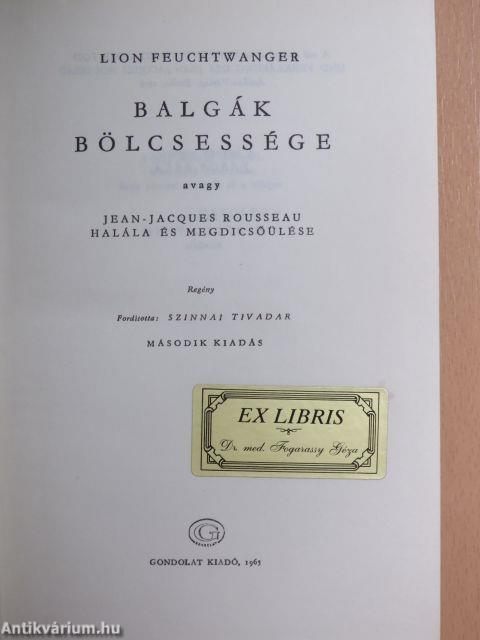 LION FEUCHTWANGER
BALGÁK
BÖLCSESSÉGE
avagy
JEAN-JACQUES ROUSSEAU
HALÁLA ÉS MEGDICSŐÜLÉSE
Regény
Fordította: SZINNAI TIVADAR
MÁSODIK KIADÁS
EX LIBRIS
Dr. med. Fogarassy Géza
G
GONDOLAT
GONDOLAT KIADÓ, 1965
Antikvárium.hu